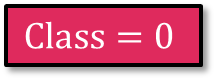 Class = 0